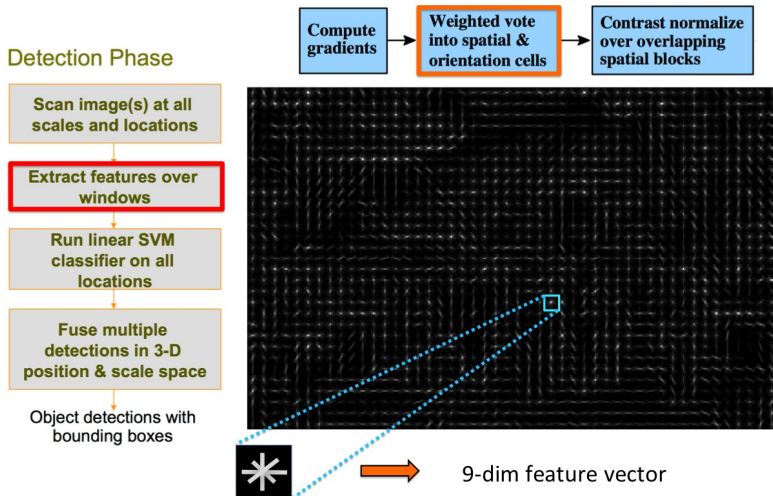 Compute
gradients
Weighted vote
into spatial &
orientation cells
Contrast normalize
over overlapping
spatial blocks
Detection Phase
Scan image(s) at all
scales and locations
Extract features over
windows
Run linear SVM
classifier on all
locations
Fuse multiple
detections in 3-D
position & scale space
Object detections with
bounding boxes
9-dim feature vector